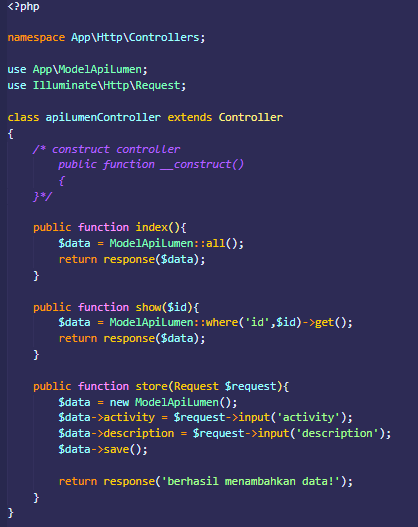 <?php
namespace App\Http\Controllers;
use App\ModelApiLumen;
use Illuminate\Http\Request;
class apiLumenController extends Controller
{
/* construct controller
public function __construct()
{
}*/
public function index(){
$data = ModelApiLumen::all();
return response($data);
}
public function show($id){
$data = ModelApiLumen::where('id',$id)->get();
return response($data);
}
public function store(Request $request){
$data = new ModelApiLumen();
$data->activity = $request->input('activity');
$data->description = $request->input('description');
$data->save();
return response('berhasil menambahkan data!');
}
}